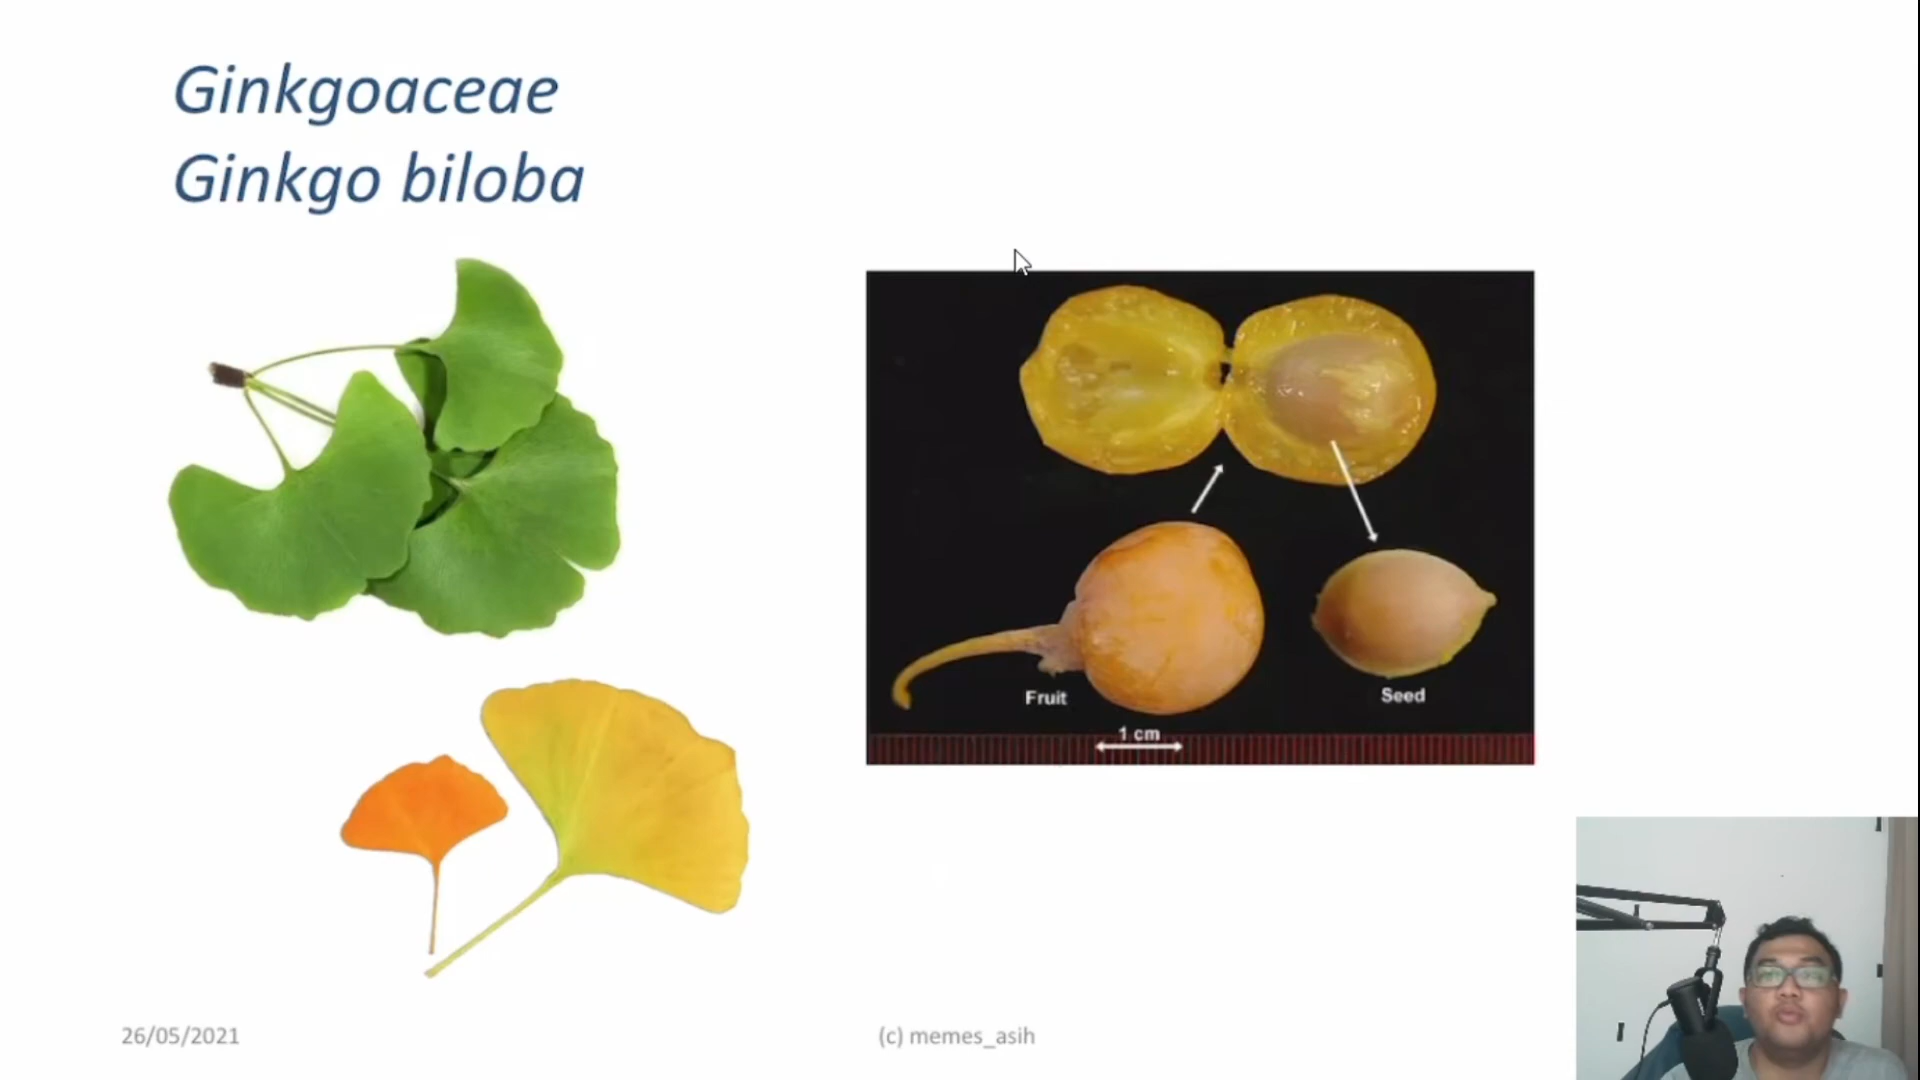 Ginkgoaceae
Ginkgo biloba
Fruit
Seed
1 cm
26/05/2021
(c) memes_asih